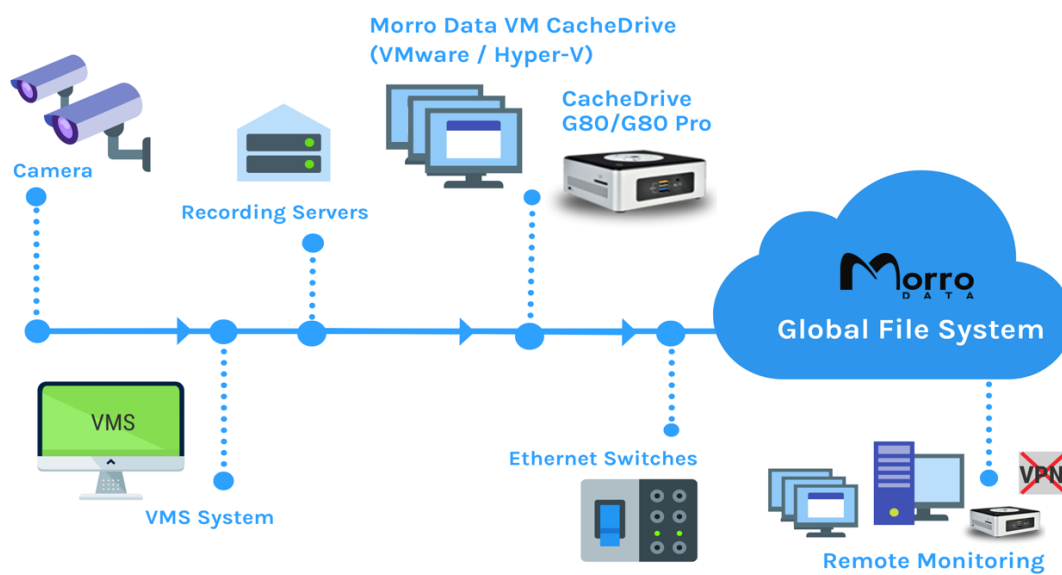 Morro Data VM CacheDrive
(VMware / Hyper-V)
CacheDrive
G80/G80 Pro
Camera
Recording Servers
Morro
DATA
Global File System
VMS
VMS System
Ethernet Switches
VPN
Remote Monitoring